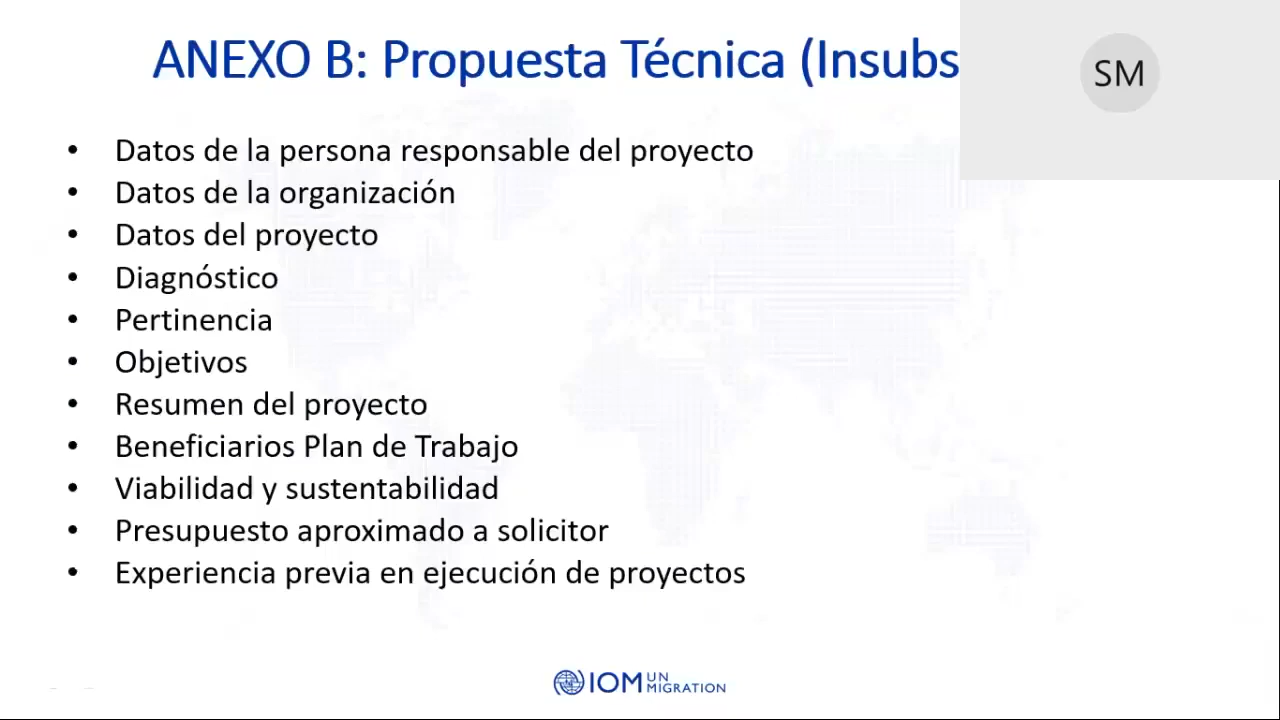 ANEXO B: Propuesta Técnica (Insubs
SM
• Datos de la persona responsable del proyecto
• Datos de la organización
• Datos del proyecto
• Diagnóstico
• Pertinencia
• Objetivos
• Resumen del proyecto
• Beneficiarios Plan de Trabajo
• Viabilidad y sustentabilidad
• Presupuesto aproximado a solicitor
• Experiencia previa en ejecución de proyectos
IOM UN MIGRATION